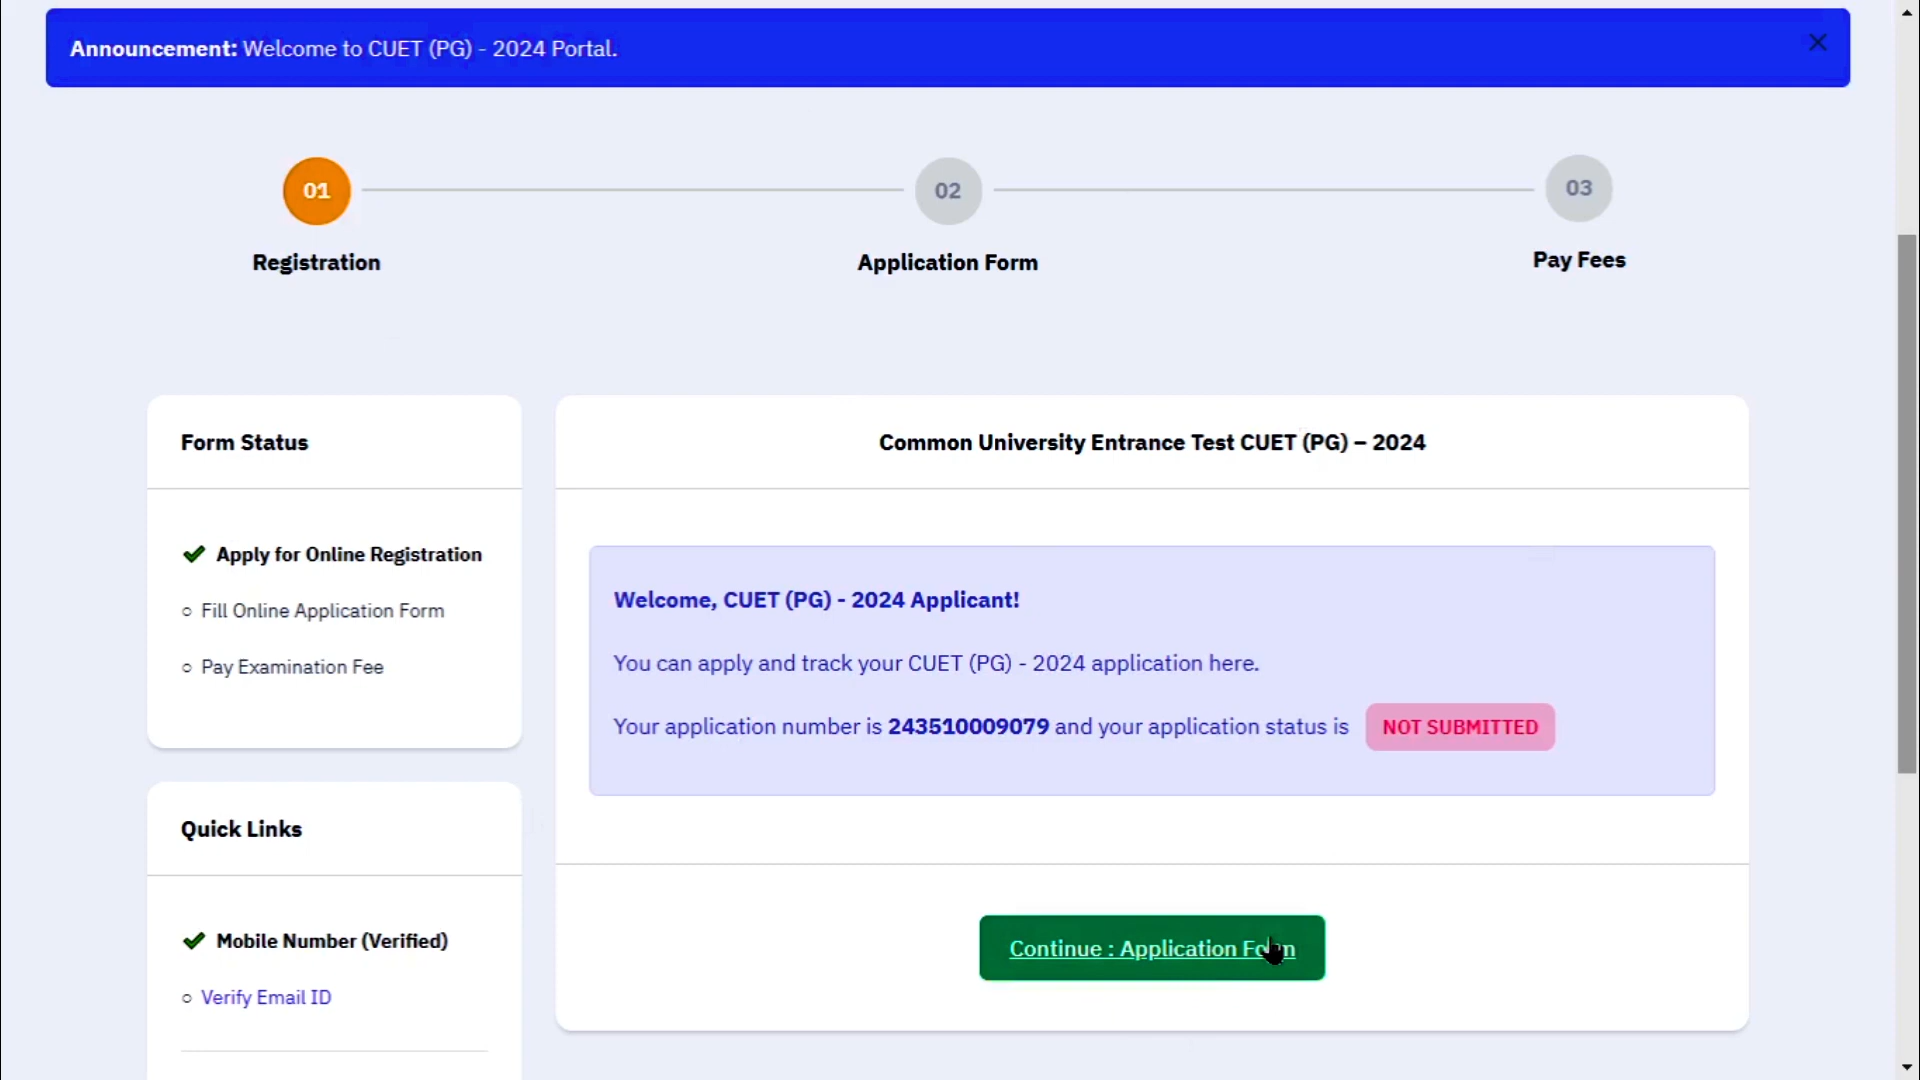 Announcement: Welcome to CUET (PG) - 2024 Portal.
01
02
03
Registration
Application Form
Pay Fees
Form Status
Apply for Online Registration
Fill Online Application Form
Pay Examination Fee
Quick Links
Mobile Number (Verified)
Verify Email ID
Common University Entrance Test CUET (PG) – 2024
Welcome, CUET (PG) - 2024 Applicant!
You can apply and track your CUET (PG) - 2024 application here.
Your application number is 243510009079 and your application status is NOT SUBMITTED
Continue : Application Form